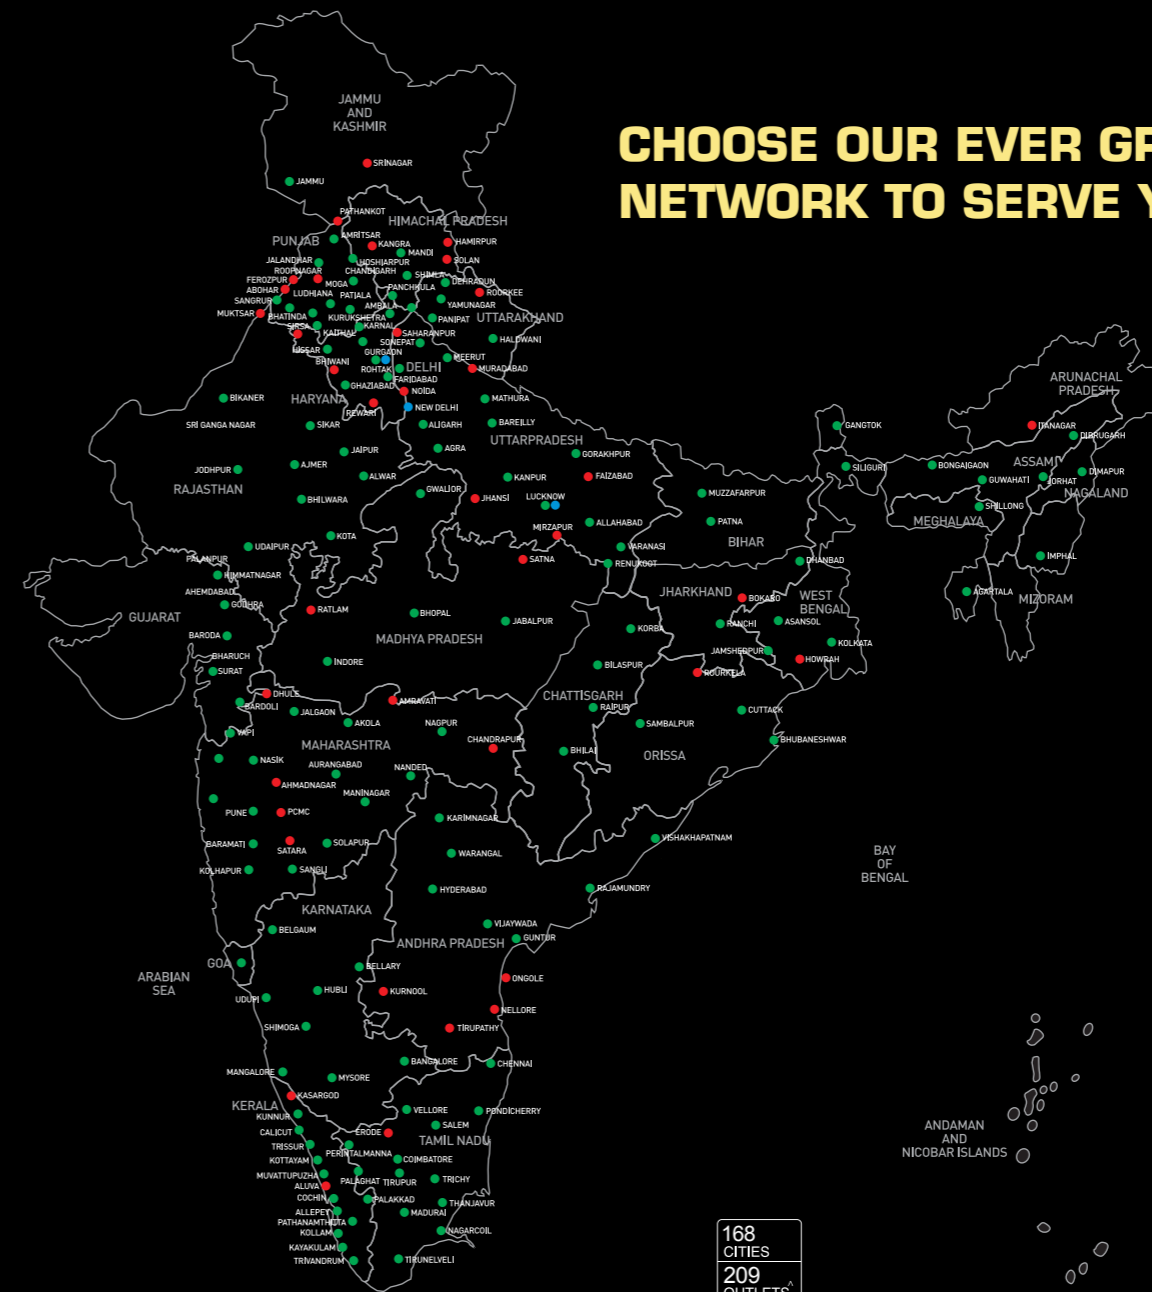 CHOOSE OUR EVER
NETWORK TO SERVE
JAMMU
AND
KASHMIR
SRINAGAR
JAMMU
PATHANKOT
HIMACHAL PRADESH
AMRITSAR
PUNJAB
KANGRA
HAMIRPUR
MANDI
JALANDHAR
HOSHIARPUR
SOLAN
ROOPNAGAR
CHANDIGARH
SHIMLA
FEROZPUR
MOGA
DEHRADUN
ABOHAR
LUDHIANA
PATIALA
PANCHKULA
ROORKEE
SANGRUR
AMBALA
YAMUNAGAR
MUKTSAR
BHATINDA
KURUKSHETRA
PANIPAT
UTTARAKHAND
SIRSA
KAITHAL
KARNAL
SAHARANPUR
SONEPAT
HALDWANI
HISSAR
GURGAON
MEERUT
BHIWANI
ROHTAK
DELHI
MURADABAD
FARIDABAD
GHAZIABAD
NOIDA
BIKANER
HARYANA
MATHURA
REWARI
NEW DELHI
SRI GANGA NAGAR
SIKAR
ALIGARH
BAREILLY
UTTARPRADESH
JAIPUR
AGRA
GORAKHPUR
AJMER
JODHPUR
ALWAR
KANPUR
FAIZABAD
RAJASTHAN
GWALIOR
JHANSI
LUCKNOW
BHILWARA
MUZZAFARPUR
ALLAHABAD
PATNA
MIRZAPUR
KOTA
BIHAR
UDAIPUR
VARANASI
PALANPUR
SATNA
RENUKOOT
DHANBAD
HIMMATNAGAR
AHEMDABAD
JHARKHAND
BOKARO
WEST
BENGAL
GODHRA
RATLAM
GUJARAT
BHOPAL
JABALPUR
KORBA
RANCHI
ASANSOL
BARODA
MADHYA PRADESH
KOLKATA
BHARUCH
JAMSHEDPUR
HOWRAH
INDORE
BILASPUR
SURAT
ROURKELA
DHULE
CHATTISGARH
BARDOLI
AMRAVATI
RAIPUR
JALGAON
CUTTACK
AKOLA
NAGPUR
SAMBALPUR
VAPI
CHANDRAPUR
BHUBANESHWAR
MAHARASHTRA
BHILAI
ORISSA
NASIK
AURANGABAD
NANDED
AHMADNAGAR
MANINAGAR
PUNE
PCMC
KARIMNAGAR
VISHAKHAPATNAM
BARAMATI
SATARA
SOLAPUR
WARANGAL
BAY
OF
BENGAL
KOLHAPUR
SANGLI
HYDERABAD
RAJAMUNDRY
KARNATAKA
BELGAUM
VIJAYWADA
ANDHRA PRADESH
GUNTUR
GOA
ARABIAN
SEA
BELLARY
ONGOLE
UDUPI
HUBLI
KURNOOL
NELLORE
SHIMOGA
TIRUPATHY
BANGALORE
CHENNAI
MANGALORE
MYSORE
KASARGOD
KERALA
KUNNUR
VELLORE
PONDICHERRY
CALICUT
ERODE
SALEM
TRISSUR
TAMIL NADU
PERINTALMANNA
KOTTAYAM
COIMBATORE
MUVATTUPUZHA
PALAGHAT
TIRUPUR
TRICHY
ALUVA
COCHIN
PALAKKAD
THANJAVUR
ALLEPEY
MADURAI
PATHANAMTHITTA
KOLLAM
NAGARCOIL
KAYAKULAM
TRIVANDRUM
TIRUNELVELI
ARUNACHAL
PRADESH
GANGTOK
ITANAGAR
DIBRUGARH
SILIGURI
BONGAIGAON
ASSAM
GUWAHATI
JORHAT
DIMAPUR
NAGALAND
SHILLONG
MEGHALAYA
IMPHAL
AGARTALA
MIZORAM
ANDAMAN
AND
NICOBAR ISLANDS
168
CITIES
209
OUTLETS^